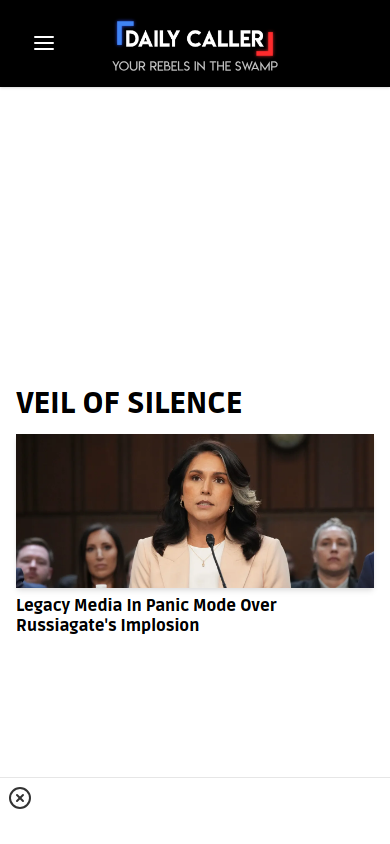 DAILY CALLER
YOUR REBELS IN THE SWAMP
VEIL OF SILENCE
Legacy Media In Panic Mode Over
Russiagate's Implosion